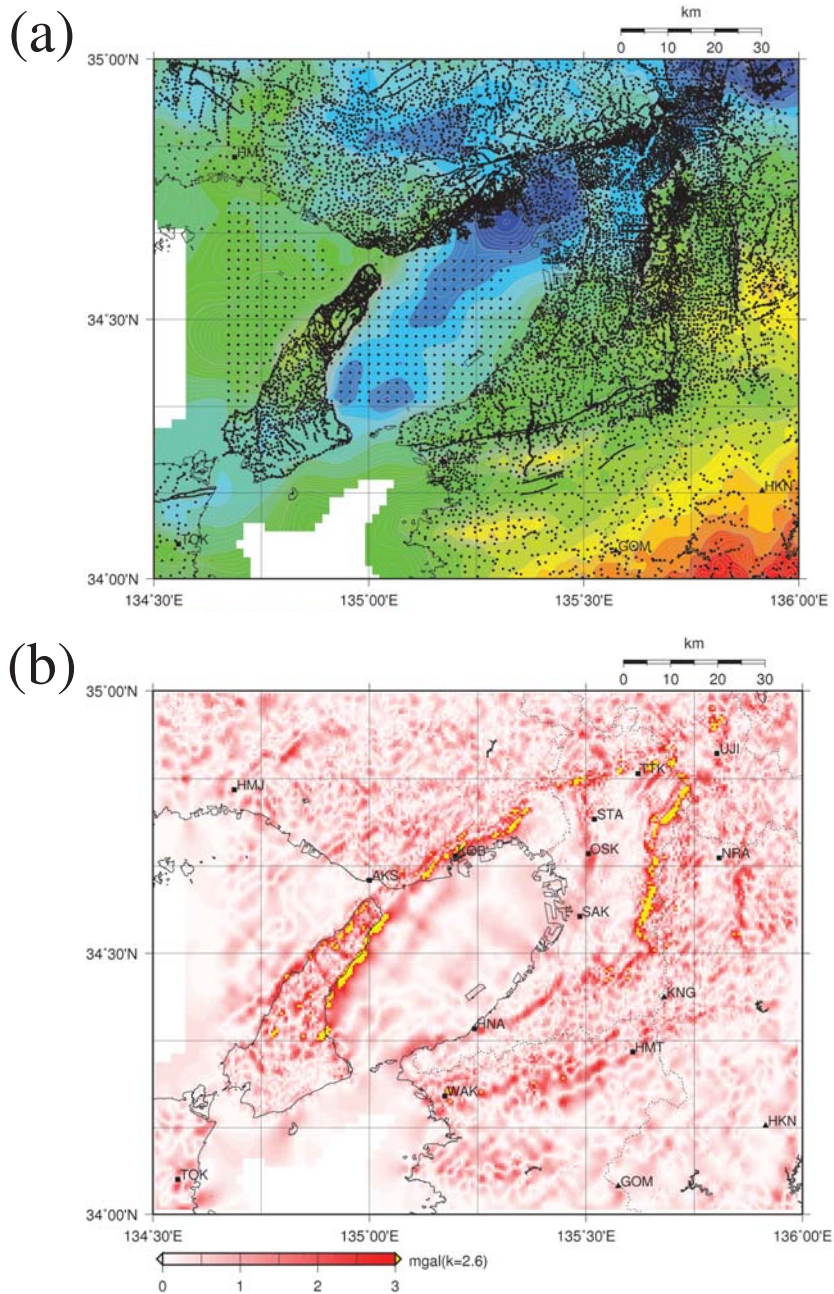 (a)
km
0 10 20 30
35°00'N
HMJ
34°30'N
HKN
TOK
GOM
34°00'N
134°30'E 135°00'E 135°30'E 136°00'E
(b)
km
0 10 20 30
35°00'N
UJI
TTK
HMJ
STA
KOB
OSK
NRA
AKS
SAK
34°30'N
KNG
HNA
HMT
WAK
HKN
TOK
GOM
34°00'N
134°30'E 135°00'E 135°30'E 136°00'E
mgal(k=2.6)
0 1 2 3